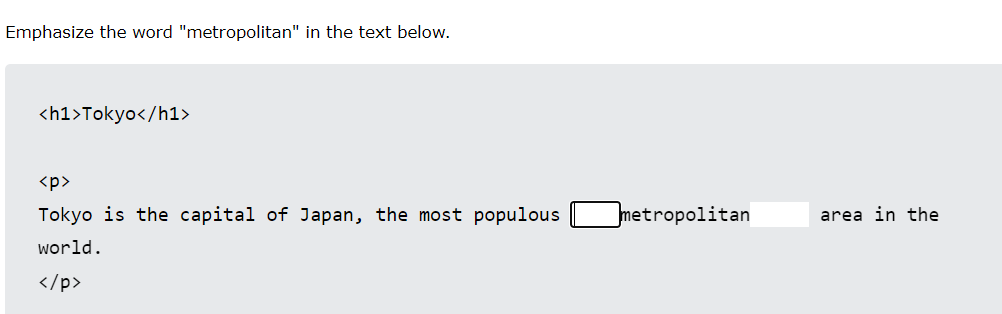 Emphasize the word "metropolitan" in the text below.
<h1>Tokyo</h1>
<p>
Tokyo is the capital of Japan, the most populous metropolitan area in the
world.
</p>